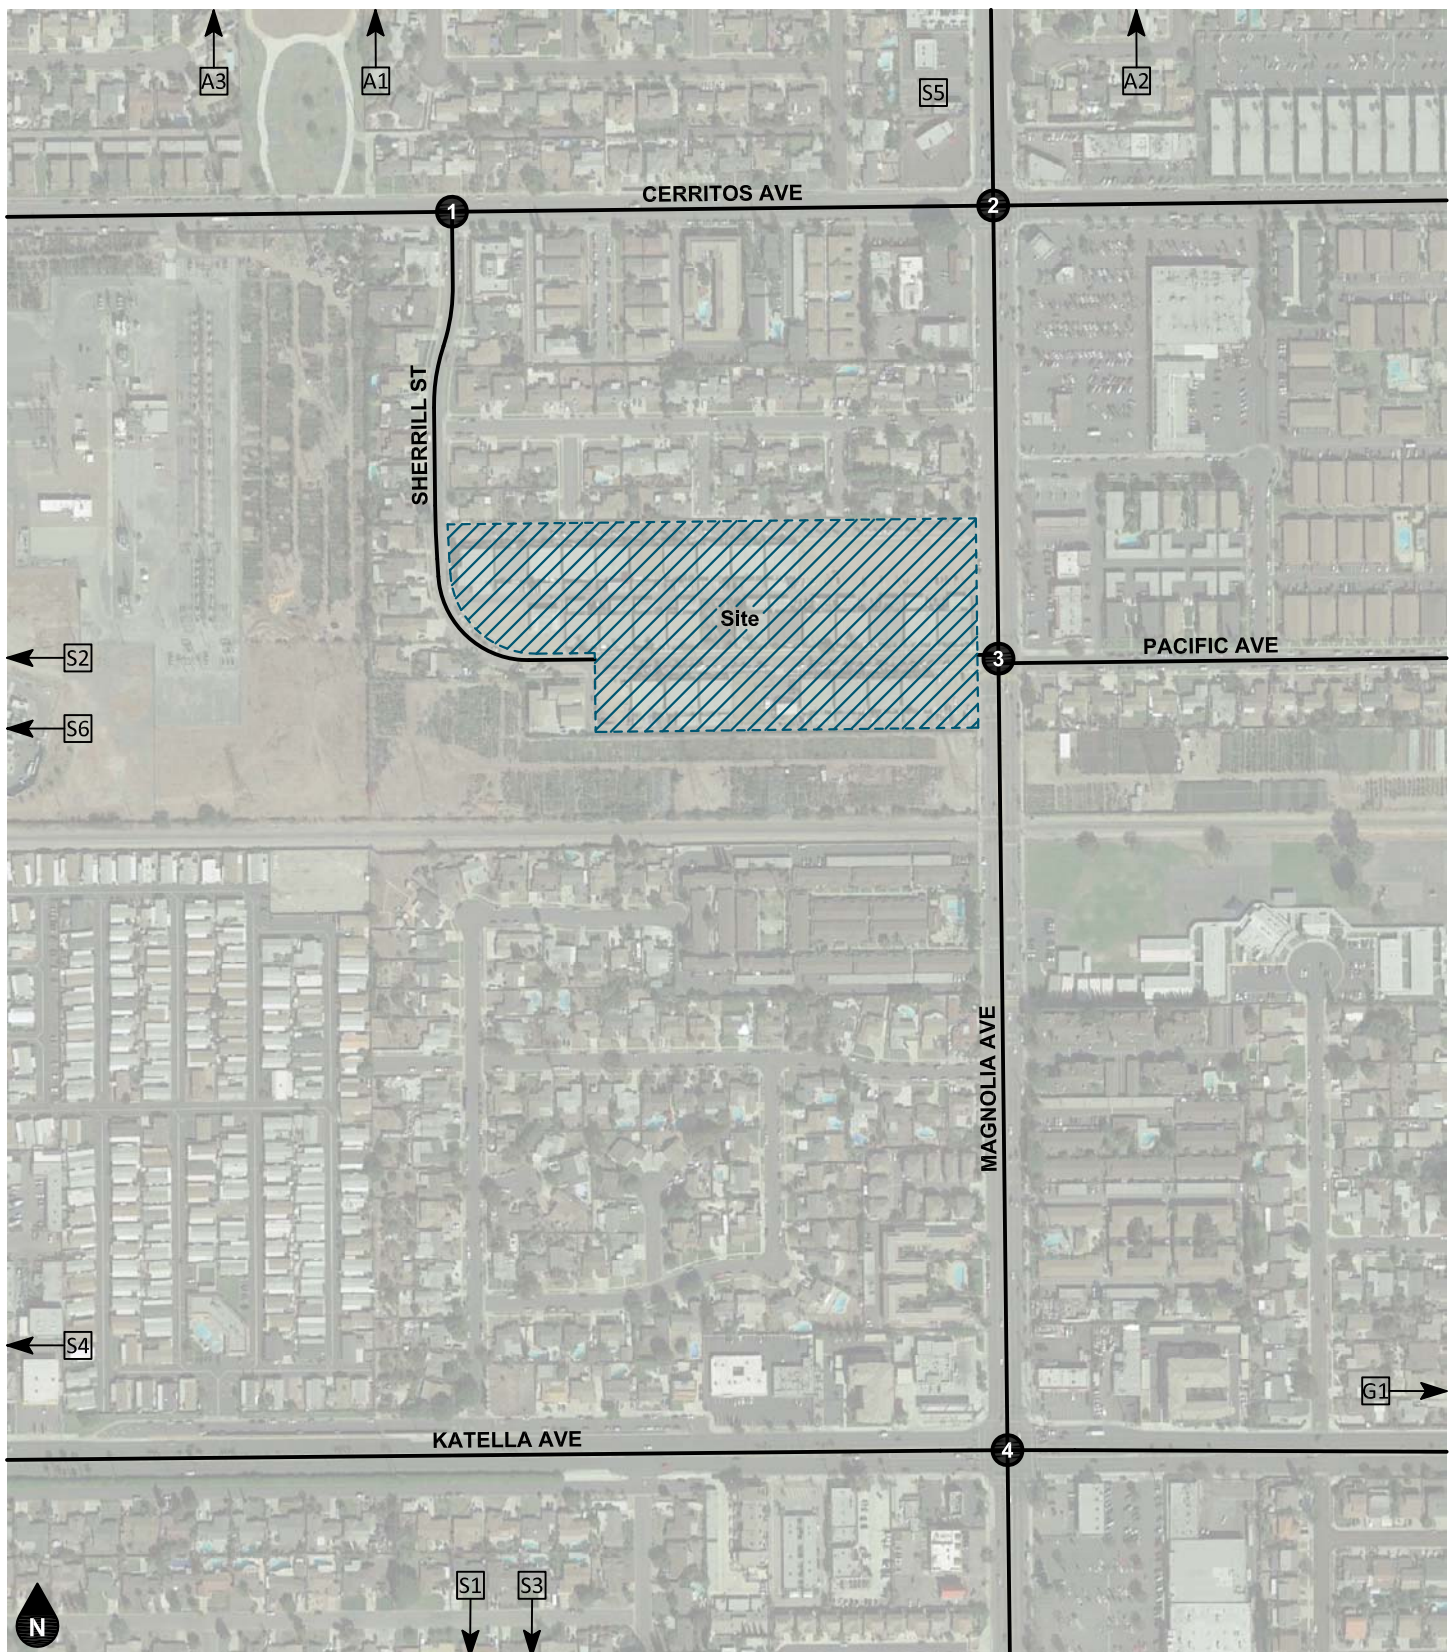 A3
A1
S5
A2
CERRITOS AVE
1
2
SHERRILL ST
Site
S2
3
PACIFIC AVE
S6
MAGNOLIA AVE
S4
G1
KATELLA AVE
4
S1
S3
N